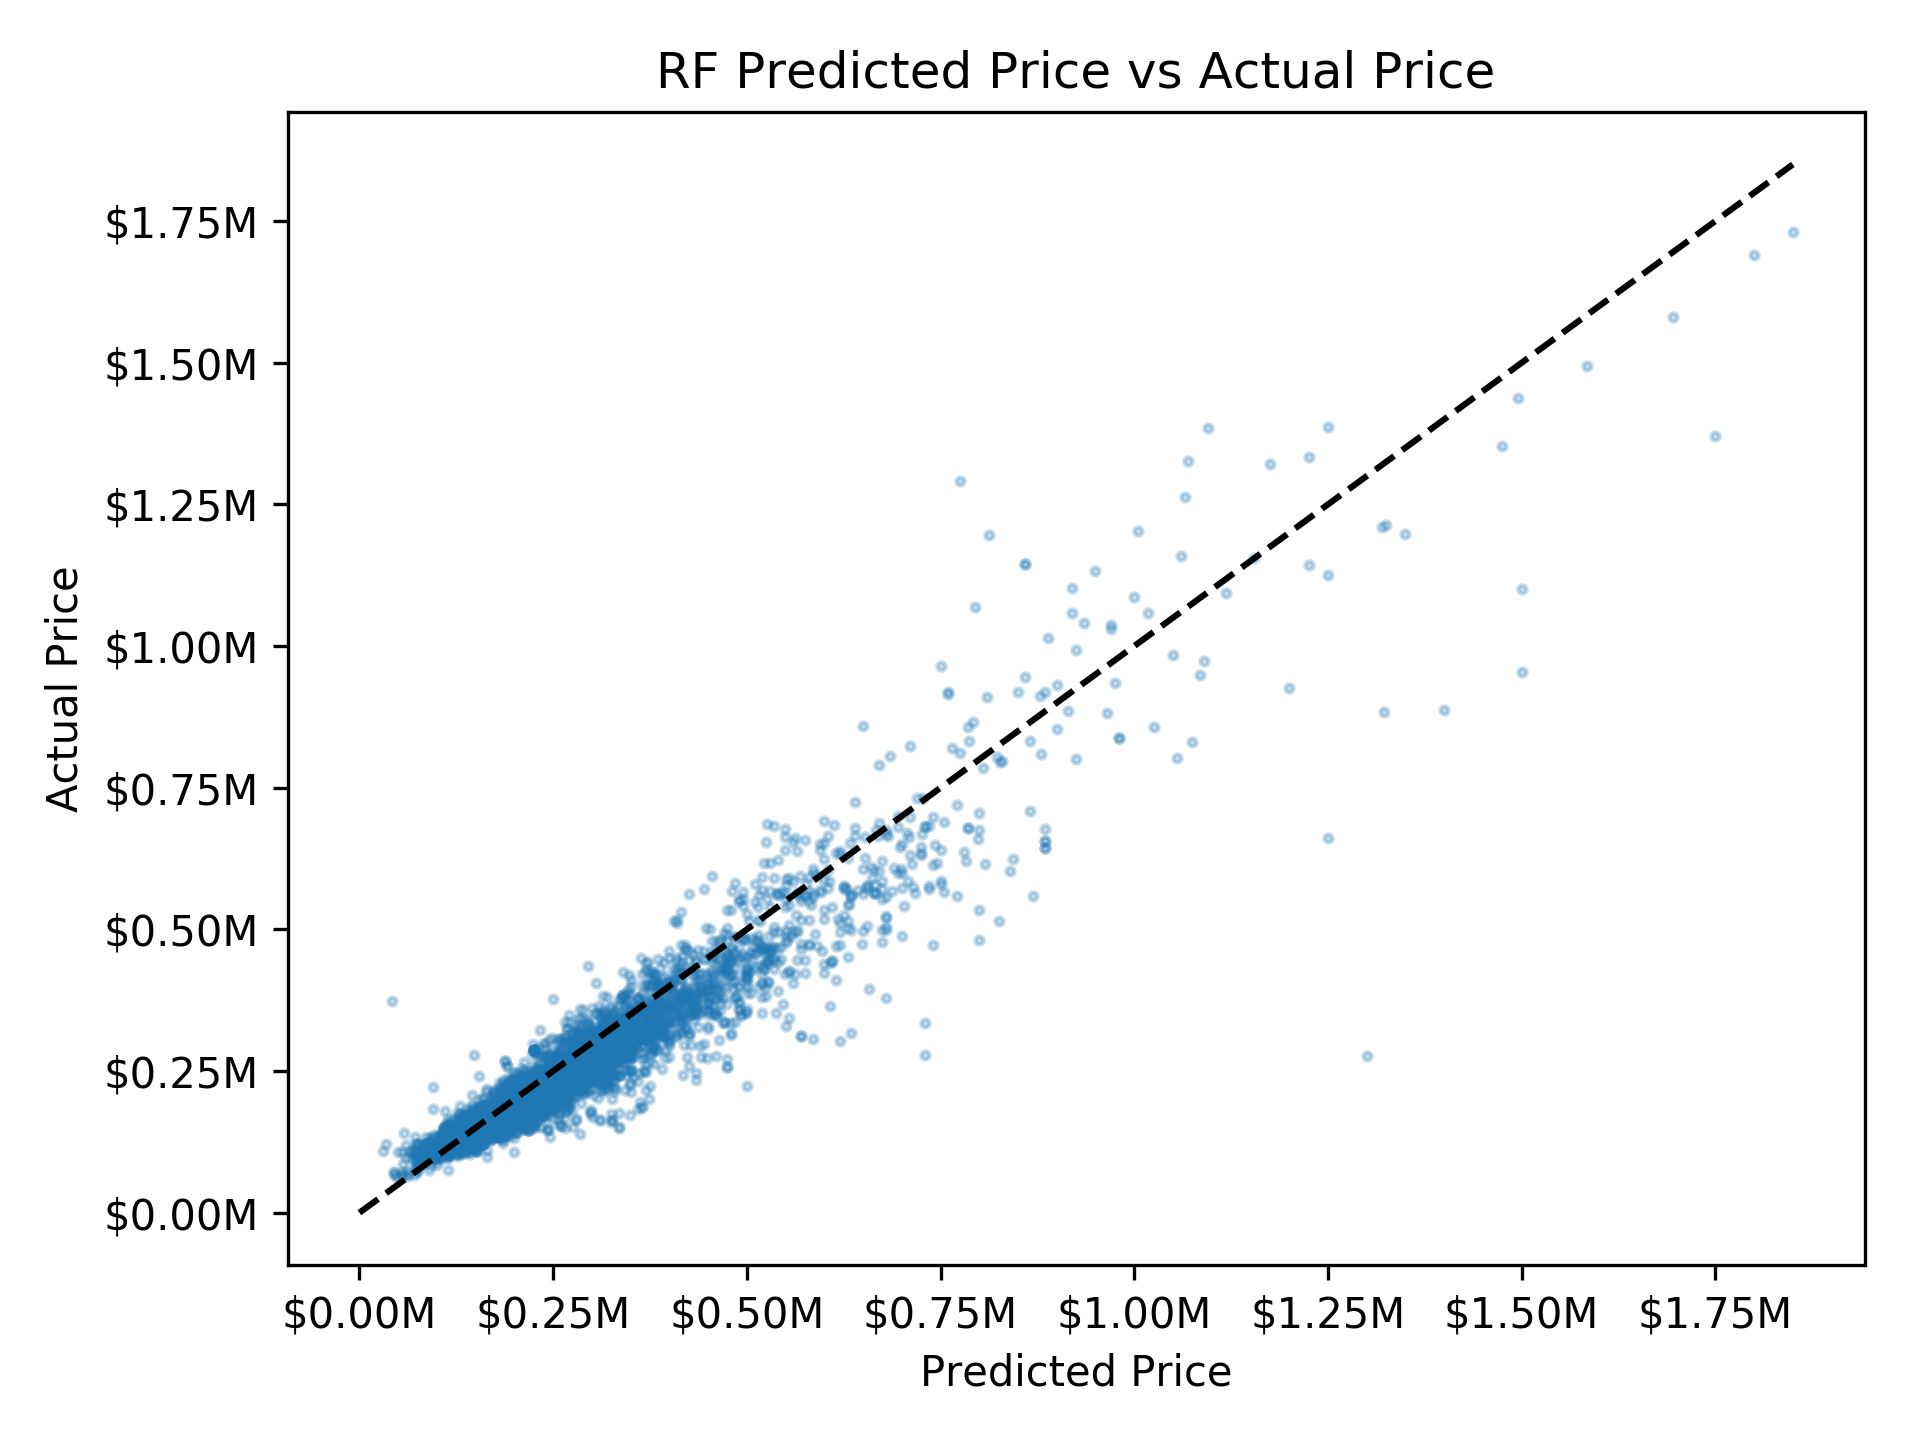 RF Predicted Price vs Actual Price
$1.75M
$1.50M
$1.25M
$1.00M
$0.75M
$0.50M
$0.25M
$0.00M
Actual Price
$0.00M $0.25M $0.50M $0.75M $1.00M $1.25M $1.50M $1.75M
Predicted Price